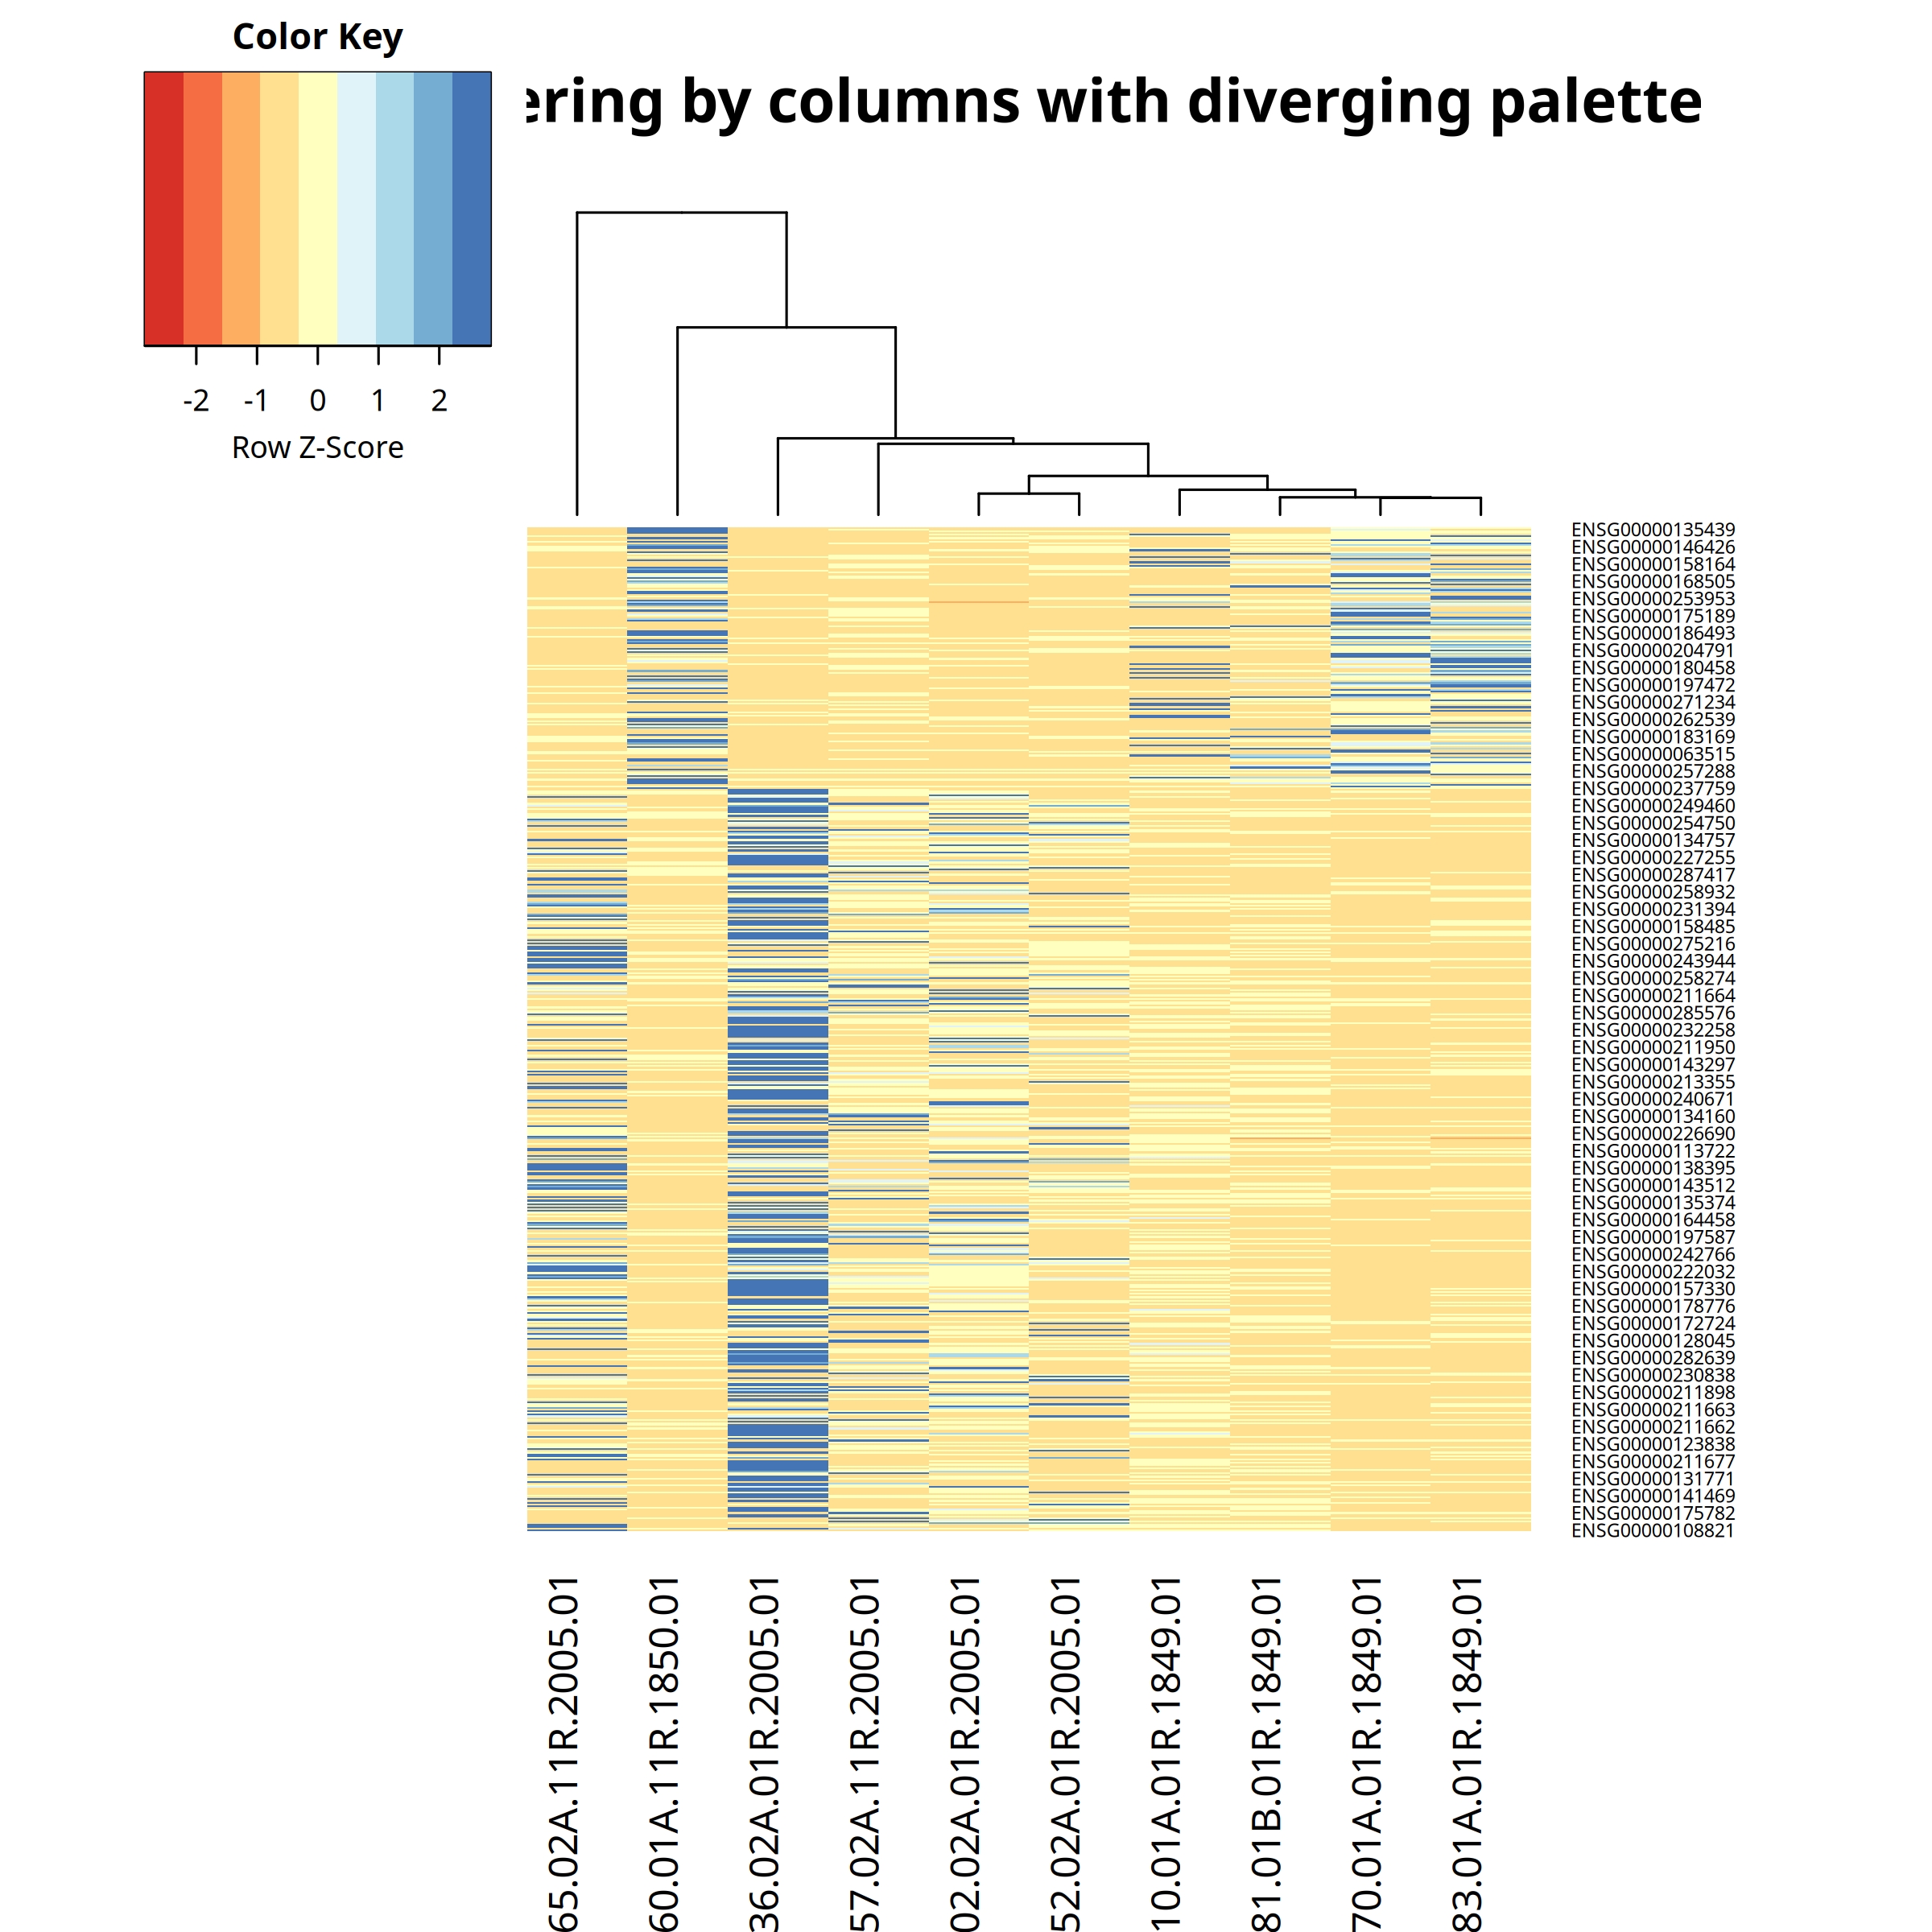 Color Key
ering by columns with diverging palette
-2 -1 0 1 2
Row Z-Score
ENSG00000135439
ENSG00000146426
ENSG00000158164
ENSG00000168505
ENSG00000253953
ENSG00000175189
ENSG00000186493
ENSG00000204791
ENSG00000180458
ENSG00000197472
ENSG00000271234
ENSG00000262539
ENSG00000183169
ENSG00000063515
ENSG00000257288
ENSG00000237759
ENSG00000249460
ENSG00000254750
ENSG00000134757
ENSG00000227255
ENSG00000287417
ENSG00000258932
ENSG00000231394
ENSG00000158485
ENSG00000275216
ENSG00000243944
ENSG00000258274
ENSG00000211664
ENSG00000285576
ENSG00000232258
ENSG00000211950
ENSG00000143297
ENSG00000213355
ENSG00000240671
ENSG00000134160
ENSG00000226690
ENSG00000113722
ENSG00000138395
ENSG00000143512
ENSG00000135374
ENSG00000164458
ENSG00000197587
ENSG00000242766
ENSG00000222032
ENSG00000157330
ENSG00000178776
ENSG00000172724
ENSG00000128045
ENSG00000282639
ENSG00000230838
ENSG00000211898
ENSG00000211663
ENSG00000211662
ENSG00000123838
ENSG00000211677
ENSG00000131771
ENSG00000141469
ENSG00000175782
ENSG00000108821
65.02A.11R.2005.01
60.01A.11R.1850.01
36.02A.01R.2005.01
57.02A.11R.2005.01
02.02A.01R.2005.01
52.02A.01R.2005.01
10.01A.01R.1849.01
81.01B.01R.1849.01
70.01A.01R.1849.01
83.01A.01R.1849.01